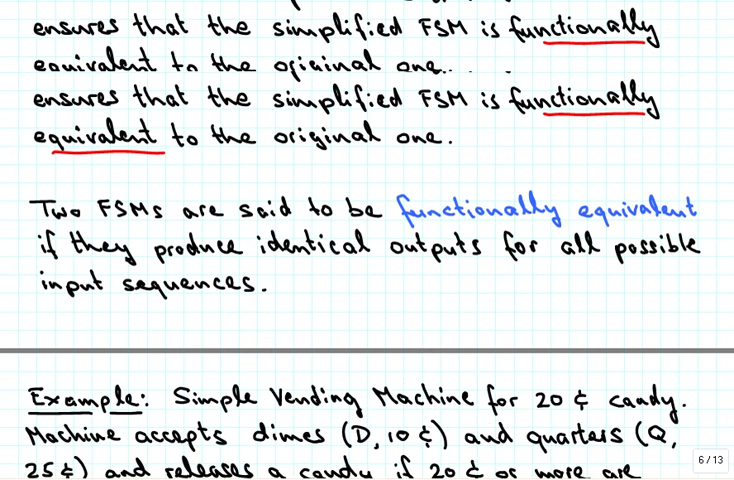 ensures that the simplified FSM is functionally
equivalent to the original one.
ensures that the simplified FSM is functionally
equivalent to the original one.
Two FSMs are said to be functionally equivalent
if they produce identical outputs for all possible
input sequences.
Example: Simple Vending Machine for 20 ¢ candy.
Machine accepts dimes (D, 10 ¢) and quarters (Q,
25 ¢) and releases a candy if 20 ¢ or more are
6 / 13